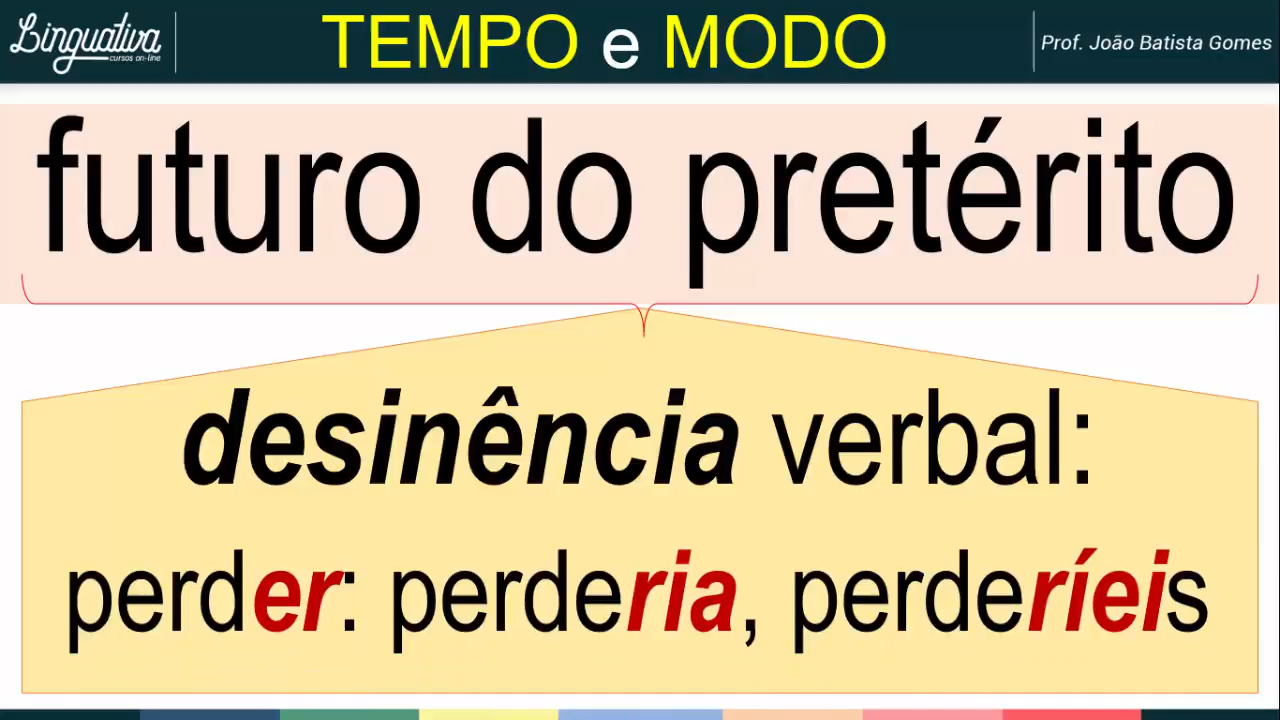 Linguativa
cursos on-line
TEMPO e MODO
Prof. João Batista Gomes
futuro do pretérito
desinência verbal:
perder: perderia, perderíeis